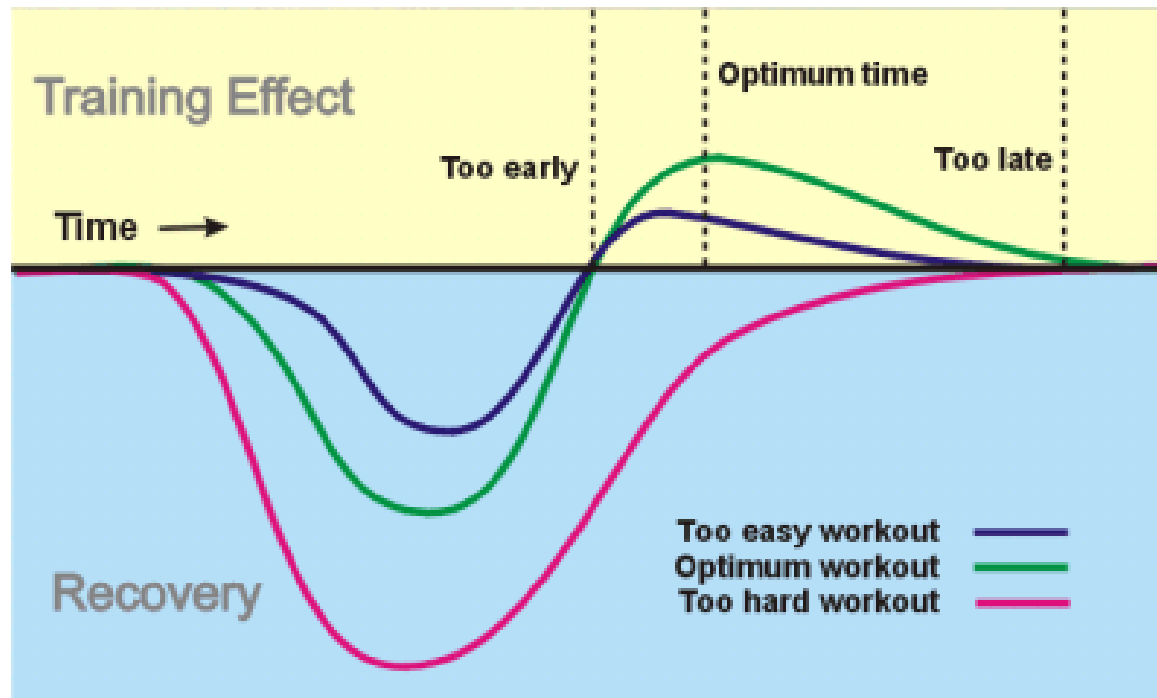 Training Effect
Optimum time
Too early
Too late
Time
Recovery
Too easy workout
Optimum workout
Too hard workout